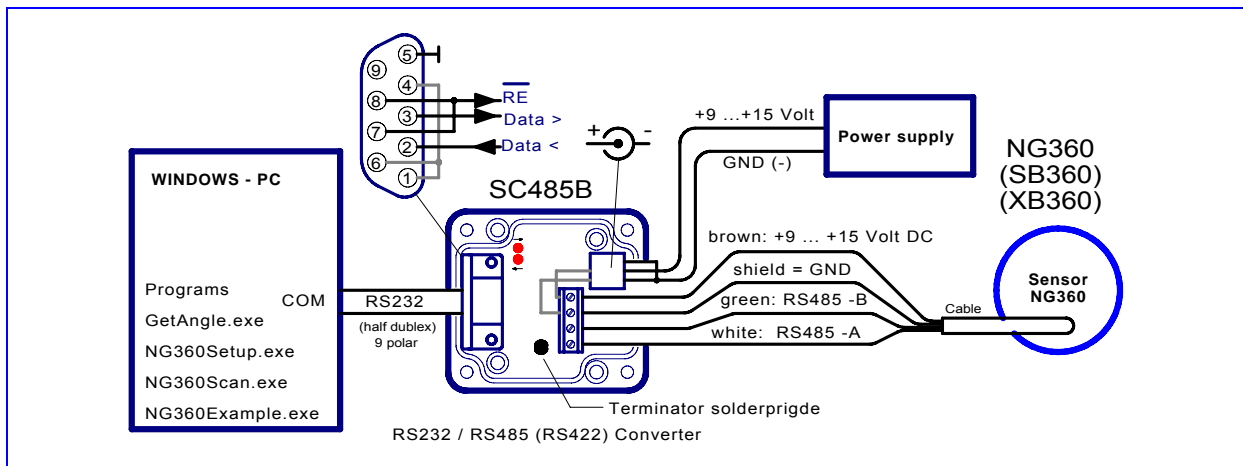 5
9
4
8
3
7
2
6
1
RE
Data >
Data <
+ -
SC485B
+9 ...+15 Volt
GND (-)
Power supply
NG360
(SB360)
(XB360)
WINDOWS - PC
Programs
GetAngle.exe
NG360Setup.exe
NG360Scan.exe
NG360Example.exe
COM
RS232
(half dublex)
9 polar
brown: +9 ... +15 Volt DC
shield = GND
green: RS485 -B
white: RS485 -A
Cable
Sensor
NG360
Terminator solderprigde
RS232 / RS485 (RS422) Converter